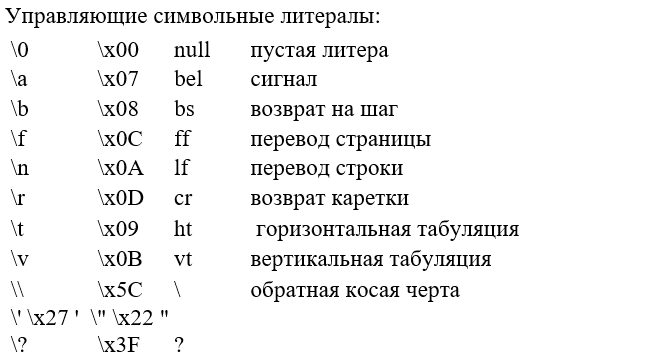 Управляющие символьные литералы:
\0 \x00 null пустая литера
\a \x07 bel сигнал
\b \x08 bs возврат на шаг
\f \x0C ff перевод страницы
\n \x0A lf перевод строки
\r \x0D cr возврат каретки
\t \x09 ht горизонтальная табуляция
\v \x0B vt вертикальная табуляция
\\ \x5C \ обратная косая черта
\' \x27 ' \" \x22 "
\? \x3F ?